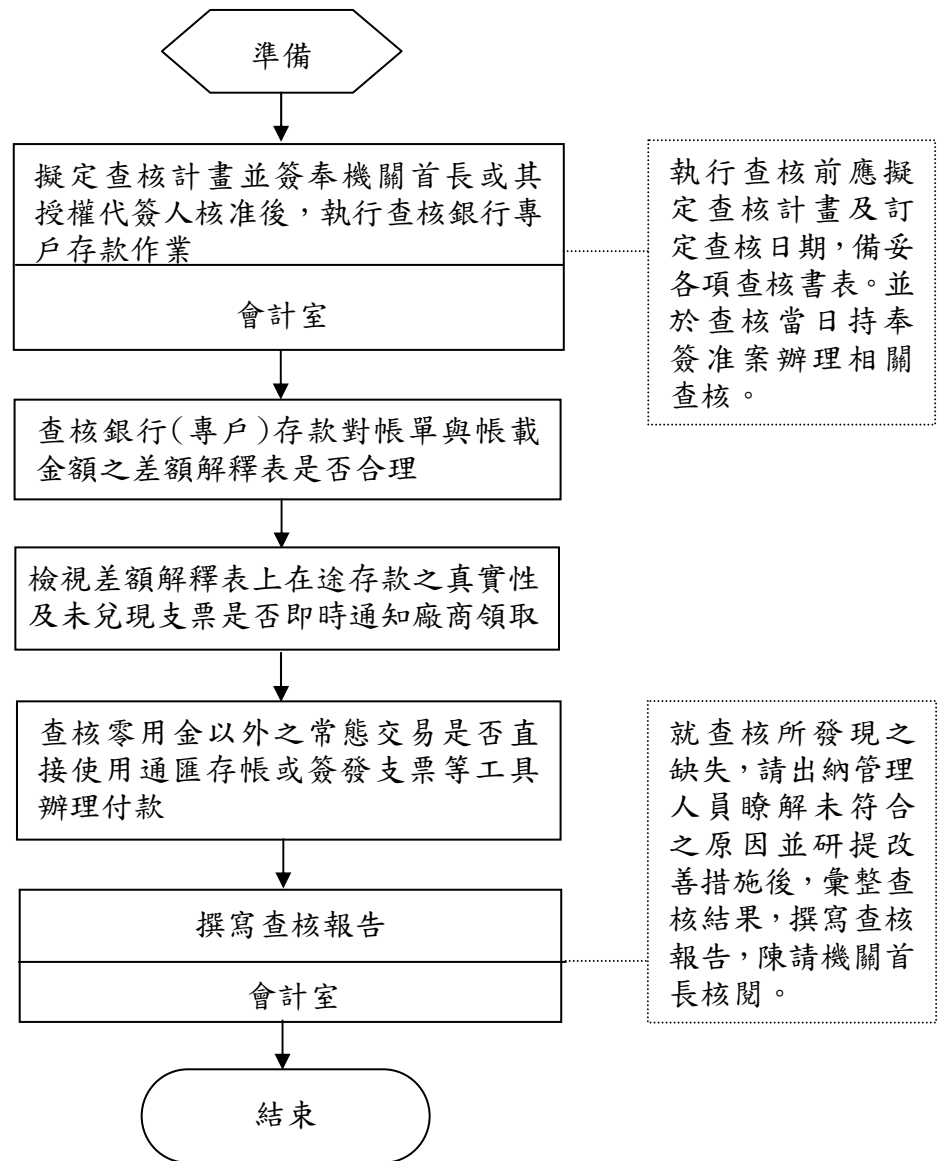 準備
擬定查核計畫並簽奉機關首長或其
授權代簽人核准後，執行查核銀行專
戶存款作業
會計室
執行查核前應擬
定查核計畫及訂
定查核日期，備妥
各項查核書表。並
於查核當日持奉
簽准案辦理相關
查核。
查核銀行(專戶)存款對帳單與帳載
金額之差額解釋表是否合理
檢視差額解釋表上在途存款之真實性
及未兌現支票是否即時通知廠商領取
查核零用金以外之常態交易是否直
接使用通匯存帳或簽發支票等工具
辦理付款
撰寫查核報告
會計室
就查核所發現之
缺失，請出納管理
人員瞭解未符合
之原因並研提改
善措施後，彙整查
核結果，撰寫查核
報告，陳請機關首
長核閱。
結束